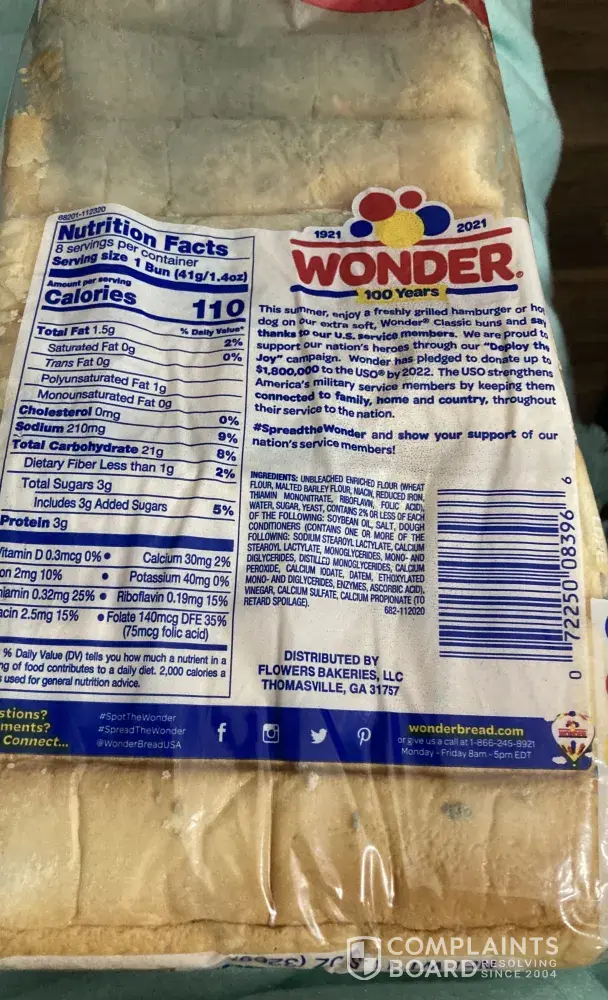 68201-112320
Nutrition Facts
8 servings per container
Serving size 1 Bun (41g/1.4oz)
Amount per serving
Calories 110
% Daily Value*
Total Fat 1.5g 2%
Saturated Fat 0g 0%
Trans Fat 0g
Polyunsaturated Fat 1g
Monounsaturated Fat 0g
Cholesterol 0mg 0%
Sodium 210mg 9%
Total Carbohydrate 21g 8%
Dietary Fiber Less than 1g 2%
Total Sugars 3g
Includes 3g Added Sugars 5%
Protein 3g
itamin D 0.3mcg 0% • Calcium 30mg 2%
on 2mg 10% • Potassium 40mg 0%
iamin 0.32mg 25% • Riboflavin 0.19mg 15%
acin 2.5mg 15% • Folate 140mcg DFE 35%
(75mcg folic acid)
% Daily Value (DV) tells you how much a nutrient in a
ng of food contributes to a daily diet. 2,000 calories a
s used for general nutrition advice.
1921 2021
WONDER®
100 Years
This summer, enjoy a freshly grilled hamburger or hot
dog on our extra soft, Wonder® Classic buns and say
thanks to our U.S. service members. We are proud to
support our nation's heroes through our "Deploy the
Joy" campaign. Wonder has pledged to donate up to
$1,800,000 to the USO® by 2022. The USO strengthens
America's military service members by keeping them
connected to family, home and country, throughout
their service to the nation.
#SpreadtheWonder and show your support of our
nation's service members!
INGREDIENTS: UNBLEACHED ENRICHED FLOUR (WHEAT
FLOUR, MALTED BARLEY FLOUR, NIACIN, REDUCED IRON,
THIAMIN MONONITRATE, RIBOFLAVIN, FOLIC ACID),
WATER, SUGAR, YEAST, CONTAINS 2% OR LESS OF EACH
OF THE FOLLOWING: SOYBEAN OIL, SALT, DOUGH
CONDITIONERS (CONTAINS ONE OR MORE OF THE
FOLLOWING: SODIUM STEAROYL LACTYLATE, CALCIUM
STEAROYL LACTYLATE, MONOGLYCERIDES, MONO- AND
DIGLYCERIDES, DISTILLED MONOGLYCERIDES, CALCIUM
PEROXIDE, CALCIUM IODATE, DATEM, ETHOXYLATED
MONO- AND DIGLYCERIDES, ENZYMES, ASCORBIC ACID),
VINEGAR, CALCIUM SULFATE, CALCIUM PROPIONATE (TO
RETARD SPOILAGE).
682-112020
0 72250 08396 6
DISTRIBUTED BY
FLOWERS BAKERIES, LLC
THOMASVILLE, GA 31757
stions?
ments?
Connect...
#SpotTheWonder
#SpreadTheWonder
@WonderBreadUSA
wonderbread.com
or give us a call at 1-866-245-8921
Monday - Friday 8am - 5pm EDT
COMPLAINTS
BOARD RESOLVING
SINCE 2004